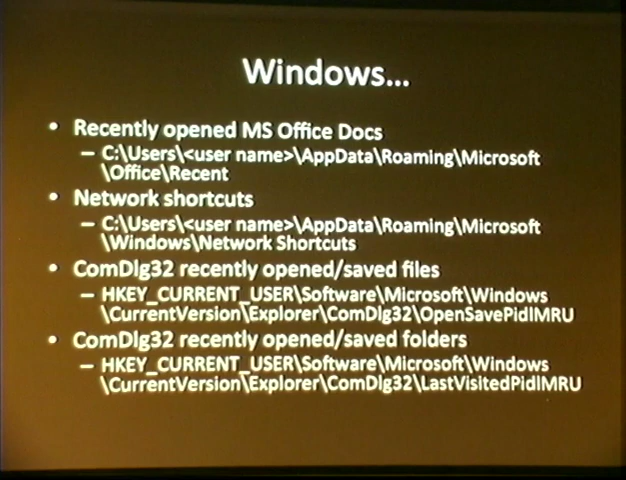 Windows...
• Recently opened MS Office Docs
– C:\Users\<user name>\AppData\Roaming\Microsoft
\Office\Recent
• Network shortcuts
– C:\Users\<user name>\AppData\Roaming\Microsoft
\Windows\Network Shortcuts
• ComDlg32 recently opened/saved files
– HKEY_CURRENT_USER\Software\Microsoft\Windows
\CurrentVersion\Explorer\ComDlg32\OpenSavePidlMRU
• ComDlg32 recently opened/saved folders
– HKEY_CURRENT_USER\Software\Microsoft\Windows
\CurrentVersion\Explorer\ComDlg32\LastVisitedPidlMRU